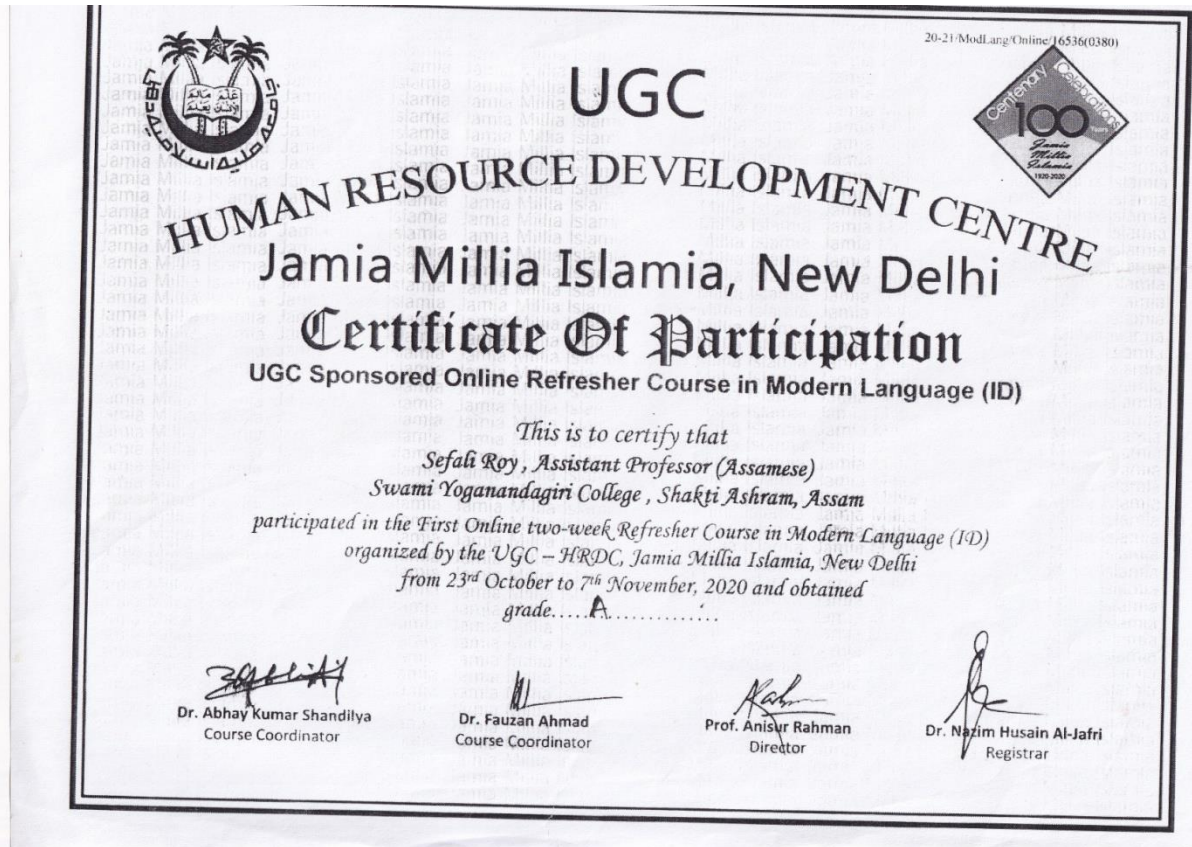 20-21/ModLang/Online/16536(0380)
UGC
Centenary Celebrations
100
Years
Jamia
Millia
Islamia
1920-2020
HUMAN RESOURCE DEVELOPMENT CENTRE
Jamia Millia Islamia, New Delhi
Certificate Of Participation
UGC Sponsored Online Refresher Course in Modern Language (ID)
This is to certify that
Sefali Roy , Assistant Professor (Assamese)
Swami Yoganandagiri College , Shakti Ashram, Assam
participated in the First Online two-week Refresher Course in Modern Language (ID)
organized by the UGC – HRDC, Jamia Millia Islamia, New Delhi
from 23rd October to 7th November, 2020 and obtained
grade.....A..............
Dr. Abhay Kumar Shandilya
Course Coordinator
Dr. Fauzan Ahmad
Course Coordinator
Prof. Anisur Rahman
Director
Dr. Nazim Husain Al-Jafri
Registrar